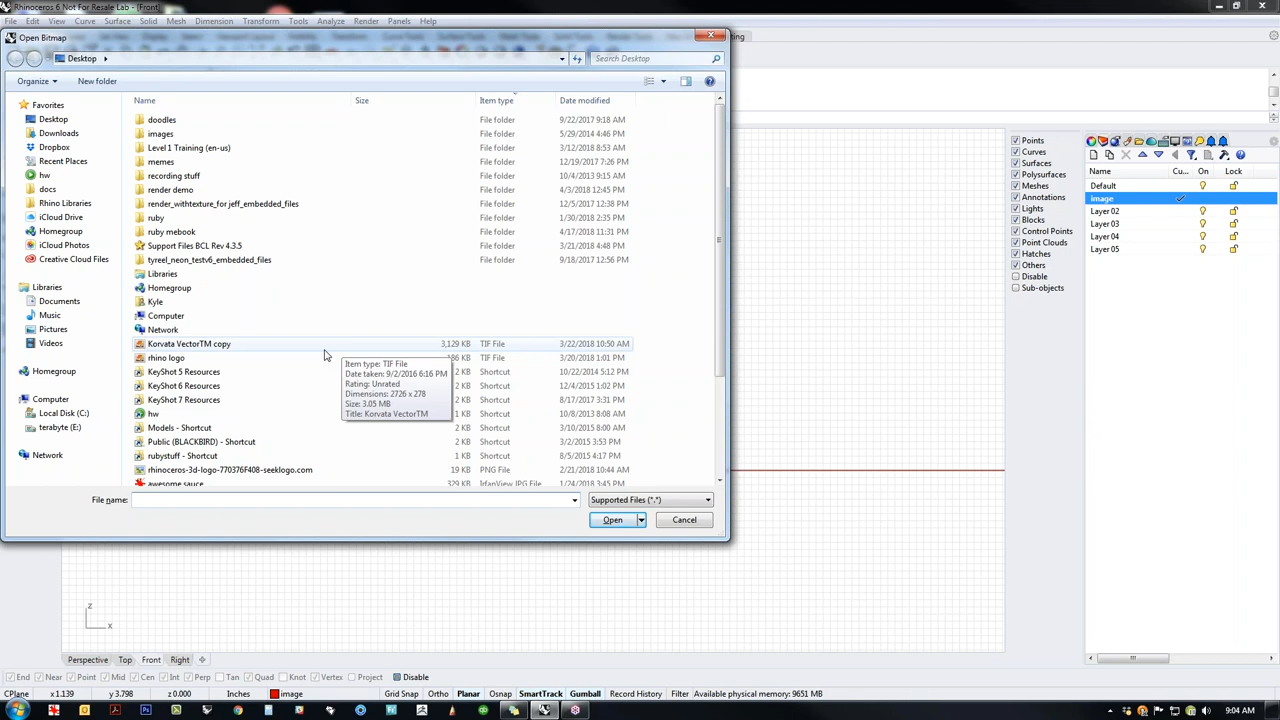 Rhinoceros 6 Not For Resale Lab - [Front]
File Edit View Curve Surface Solid Mesh Dimension Transform Tools Analyze Render Panels Help
Open Bitmap
Desktop
Search Desktop
Organize New folder
Name Size Item type Date modified
Favorites
Desktop
Downloads
Dropbox
Recent Places
hw
docs
Rhino Libraries
iCloud Drive
Homegroup
iCloud Photos
Creative Cloud Files
Libraries
Documents
Music
Pictures
Videos
Homegroup
Computer
Local Disk (C:)
terabyte (E:)
Network
doodles File folder 9/22/2017 9:18 AM
images File folder 5/29/2014 4:46 PM
Level 1 Training (en-us) File folder 3/12/2018 8:53 AM
memes File folder 12/19/2017 7:26 PM
recording stuff File folder 10/4/2013 9:15 AM
render demo File folder 4/3/2018 12:45 PM
render_withtexture_for jeff_embedded_files File folder 12/5/2017 12:38 PM
ruby File folder 1/30/2018 2:35 PM
ruby mebook File folder 4/17/2018 11:31 PM
Support Files BCL Rev 4.3.5 File folder 3/21/2018 4:48 PM
tyreel_neon_testv6_embedded_files File folder 9/18/2017 12:56 PM
Libraries
Homegroup
Kyle
Computer
Network
Korvata VectorTM copy 3,129 KB TIF File 3/22/2018 10:50 AM
rhino logo KB TIF File 3/20/2018 1:01 PM
KeyShot 5 Resources 2 KB Shortcut 10/22/2014 5:12 PM
KeyShot 6 Resources 2 KB Shortcut 12/4/2015 1:02 PM
KeyShot 7 Resources 2 KB Shortcut 8/17/2017 3:31 PM
hw 1 KB Shortcut 10/8/2013 8:08 AM
Models - Shortcut 2 KB Shortcut 3/10/2015 8:00 AM
Public (BLACKBIRD) - Shortcut 2 KB Shortcut 3/2/2015 3:53 PM
rubystuff - Shortcut 2 KB Shortcut 8/5/2015 4:17 PM
rhinoceros-3d-logo-770376F408-seeklogo.com 19 KB PNG File 2/21/2018 10:44 AM
awesome sauce 329 KB IrfanView JPG File 1/24/2018 3:45 PM
Item type: TIF File
Date taken: 9/2/2016 6:16 PM
Rating: Unrated
Dimensions: 2726 x 278
Size: 3.05 MB
Title: Korvata VectorTM
File name:
Supported Files (*.*)
Open Cancel
Points
Curves
Surfaces
Polysurfaces
Meshes
Annotations
Lights
Blocks
Control Points
Point Clouds
Hatches
Others
Disable
Sub-objects
Name Cu... On Lock
Default
image
Layer 02
Layer 03
Layer 04
Layer 05
z
x
Perspective Top Front Right
End Near Point Mid Cen Int Perp Tan Quad Knot Vertex Project Disable
CPlane x 1.139 y 3.798 z 0.000 Inches image Grid Snap Ortho Planar Osnap SmartTrack Gumball Record History Filter Available physical memory: 9651 MB
9:04 AM